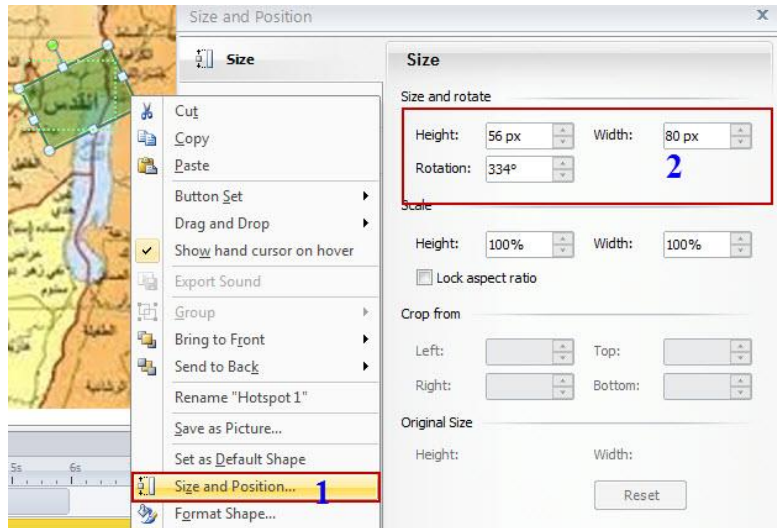 القدس
الخليل
الطفيلة
Cut
Copy
Paste
Button Set
Drag and Drop
Show hand cursor on hover
Export Sound
Group
Bring to Front
Send to Back
Rename "Hotspot 1"
Save as Picture...
Set as Default Shape
Size and Position... 1
Format Shape...
5s 6s
Size and Position x
Size
Size
Size and rotate
Height: 56 px Width: 80 px
Rotation: 334° 2
Scale
Height: 100% Width: 100%
Lock aspect ratio
Crop from
Left: Top:
Right: Bottom:
Original Size
Height: Width:
Reset